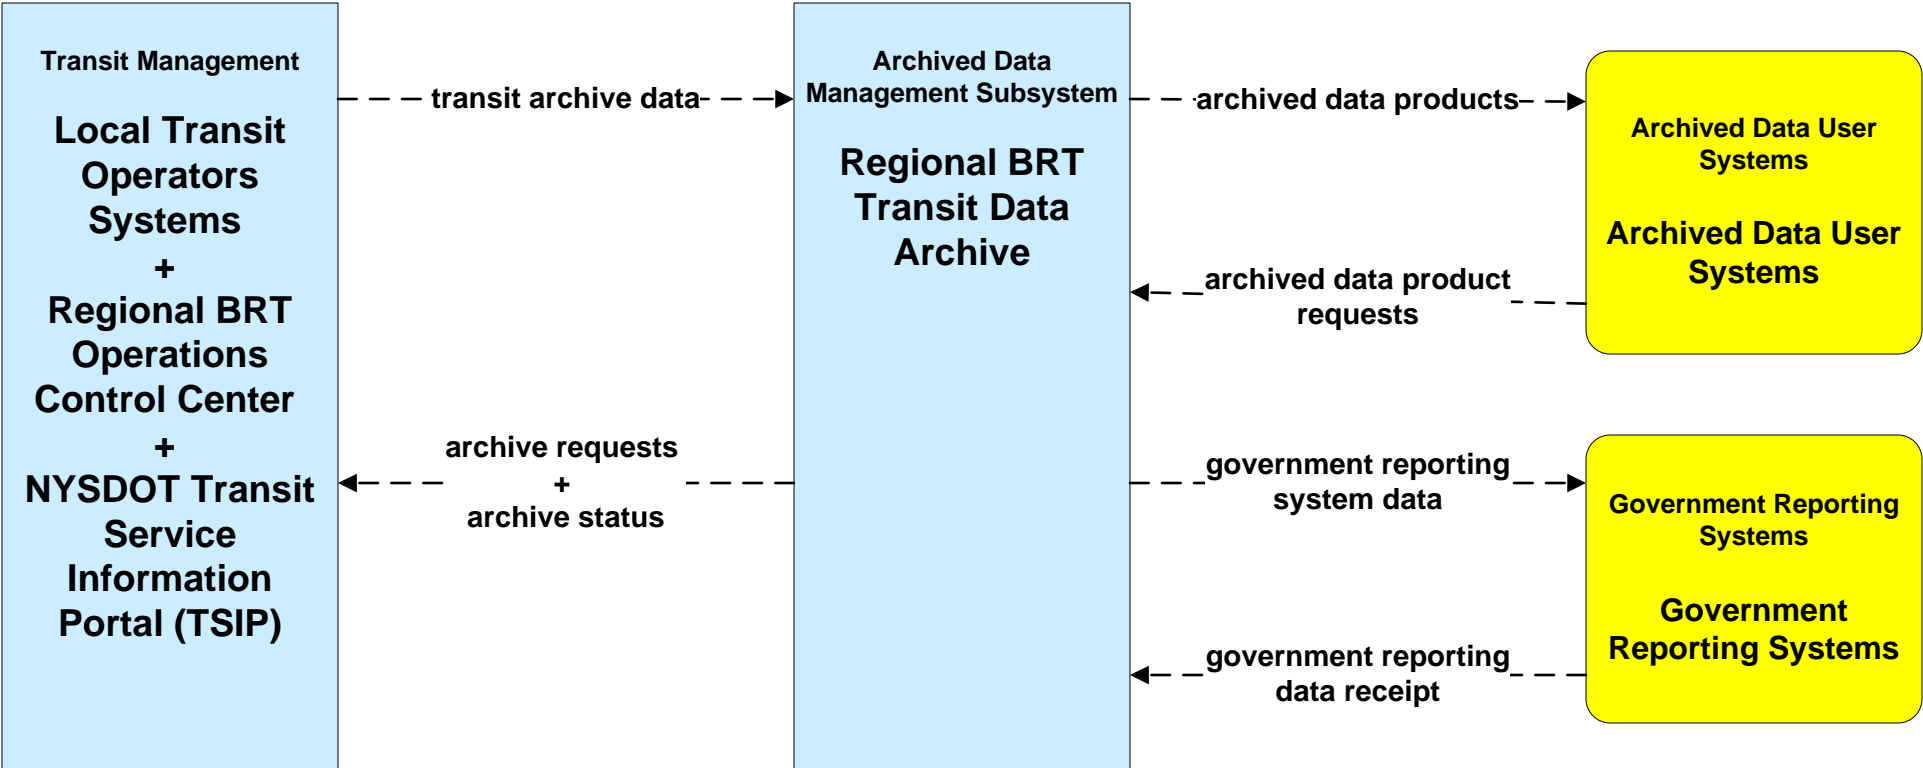 Transit Management
Local Transit
Operators
Systems
+
Regional BRT
Operations
Control Center
+
NYSDOT Transit
Service
Information
Portal (TSIP)
transit archive data
archive requests
+
archive status
Archived Data
Management Subsystem
Regional BRT
Transit Data
Archive
archived data products
archived data product
requests
government reporting
system data
government reporting
data receipt
Archived Data User
Systems
Archived Data User
Systems
Government Reporting
Systems
Government
Reporting Systems